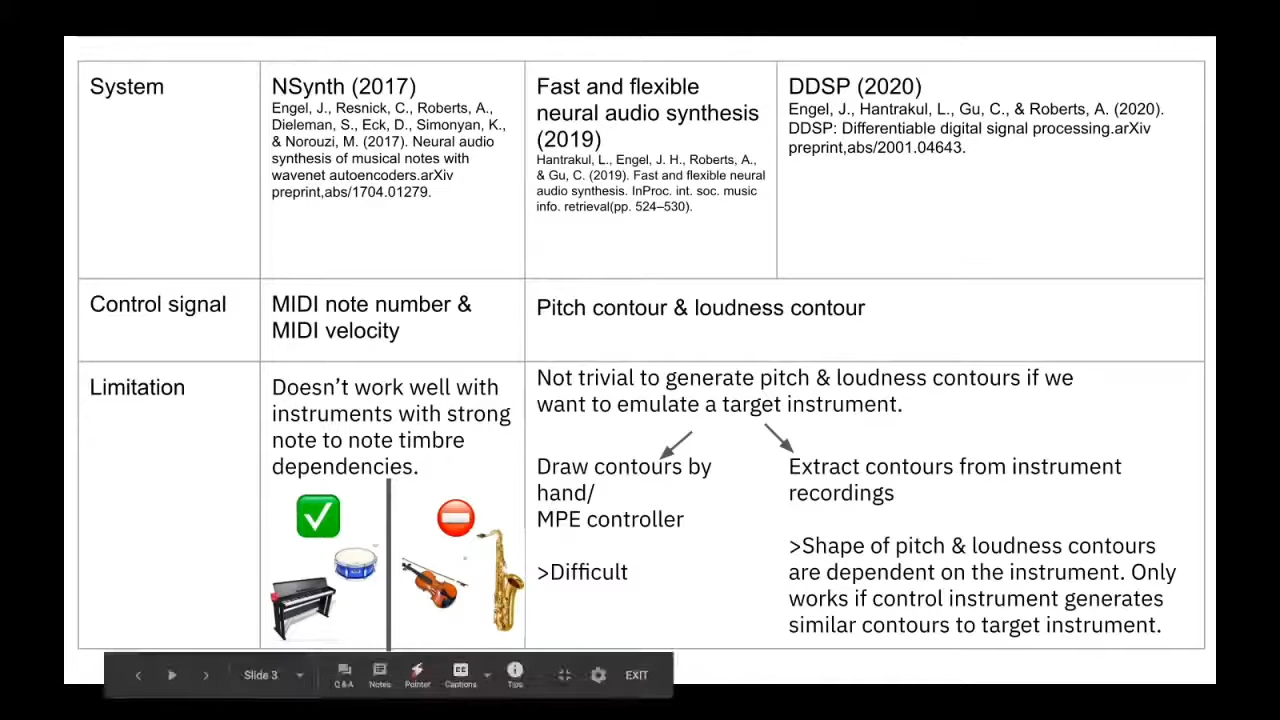 System
NSynth (2017)
Engel, J., Resnick, C., Roberts, A.,
Dieleman, S., Eck, D., Simonyan, K.,
& Norouzi, M. (2017). Neural audio
synthesis of musical notes with
wavenet autoencoders.arXiv
preprint,abs/1704.01279.
Fast and flexible
neural audio synthesis
(2019)
Hantrakul, L., Engel, J. H., Roberts, A.,
& Gu, C. (2019). Fast and flexible neural
audio synthesis. InProc. int. soc. music
info. retrieval(pp. 524–530).
DDSP (2020)
Engel, J., Hantrakul, L., Gu, C., & Roberts, A. (2020).
DDSP: Differentiable digital signal processing.arXiv
preprint,abs/2001.04643.
Control signal
MIDI note number &
MIDI velocity
Pitch contour & loudness contour
Limitation
Doesn't work well with
instruments with strong
note to note timbre
dependencies.
Not trivial to generate pitch & loudness contours if we
want to emulate a target instrument.
Draw contours by
hand/
MPE controller
>Difficult
Extract contours from instrument
recordings
>Shape of pitch & loudness contours
are dependent on the instrument. Only
works if control instrument generates
similar contours to target instrument.
Slide 3
Q&A
Notes
Pointer
CC
Captions
Tips
EXIT